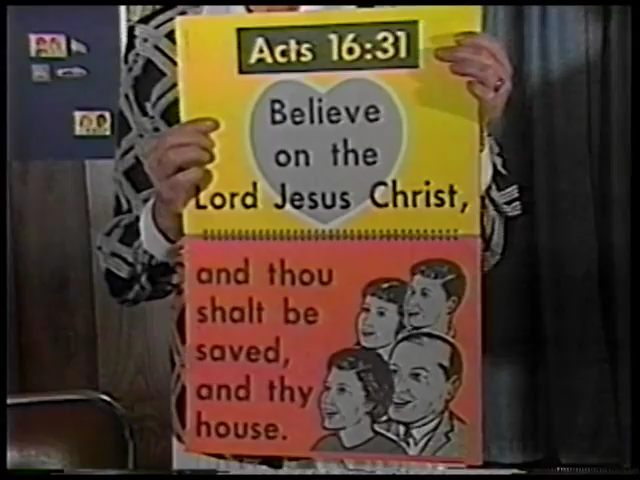 Acts 16:31
Believe
on the
Lord Jesus Christ,
and thou
shalt be
saved,
and thy
house.